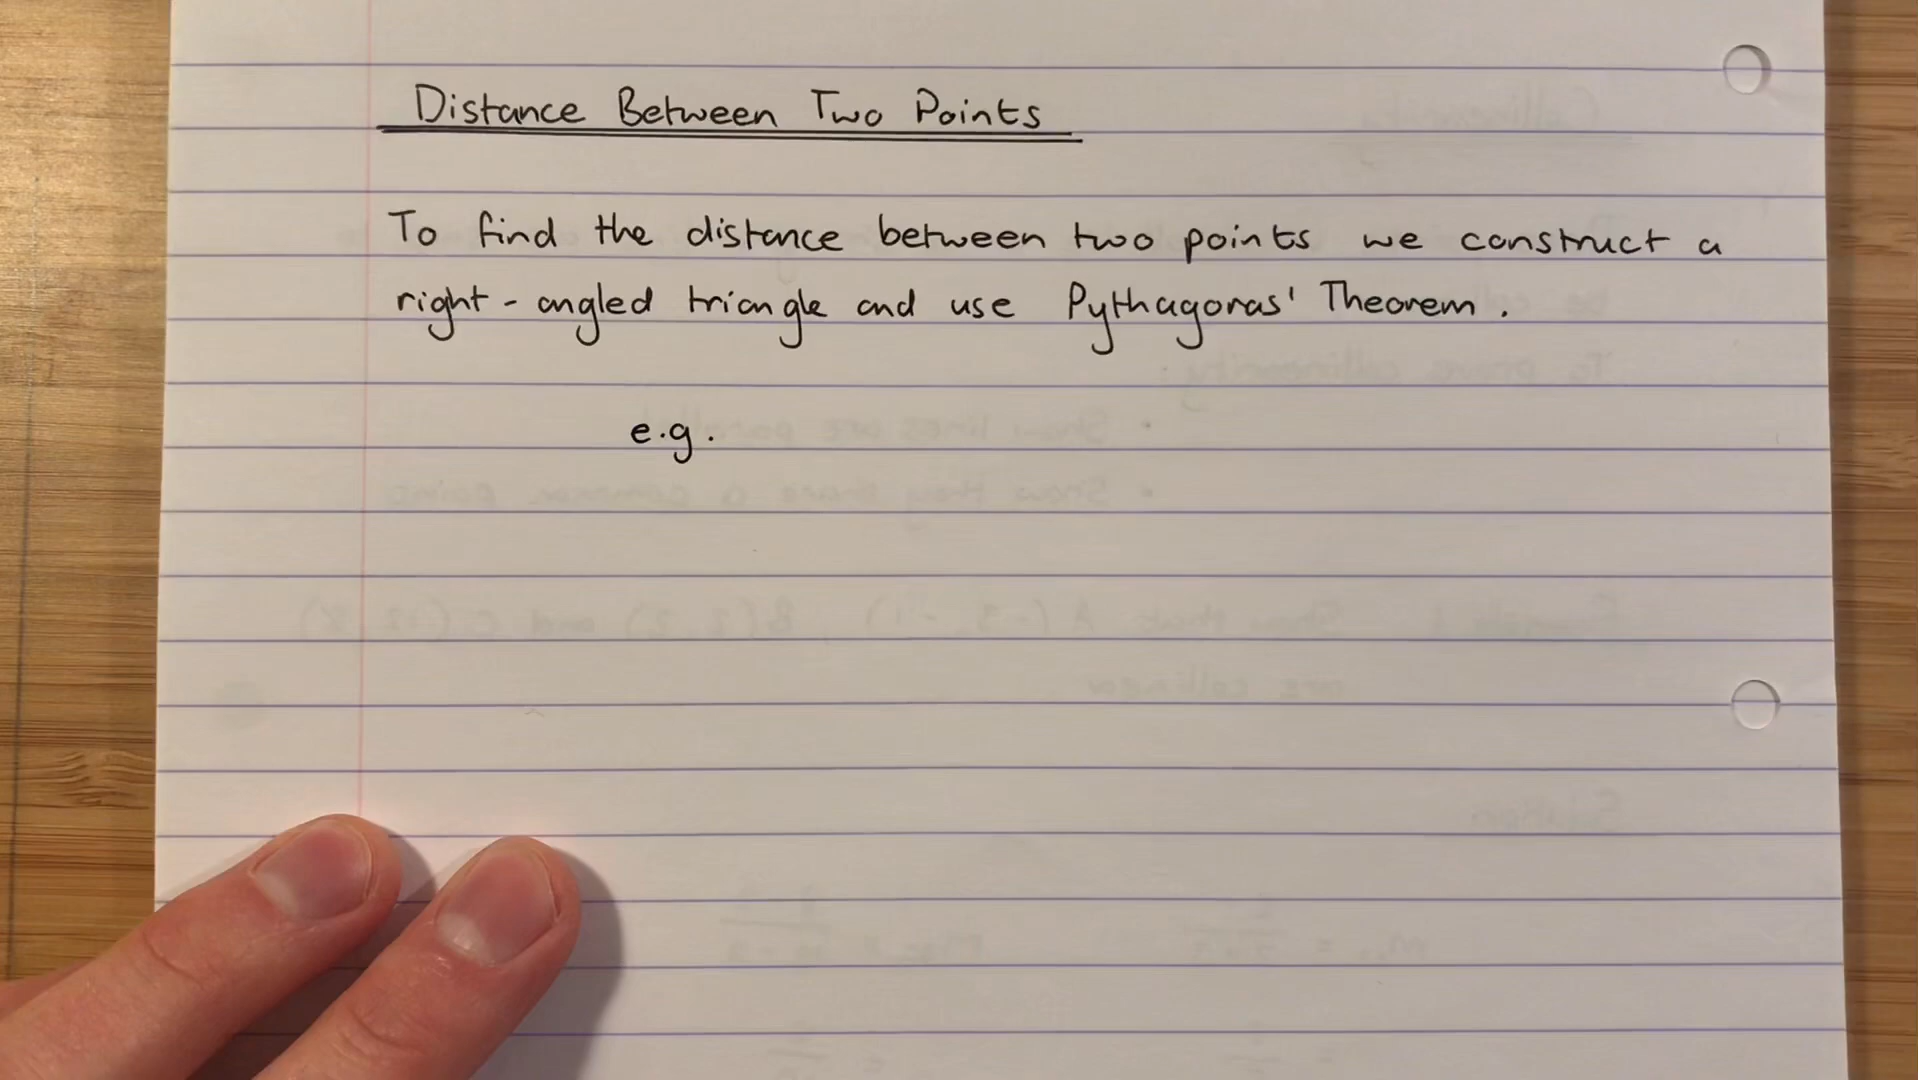 Distance Between Two Points
To find the distance between two points we construct a
right-angled triangle and use Pythagoras' Theorem.
e.g.